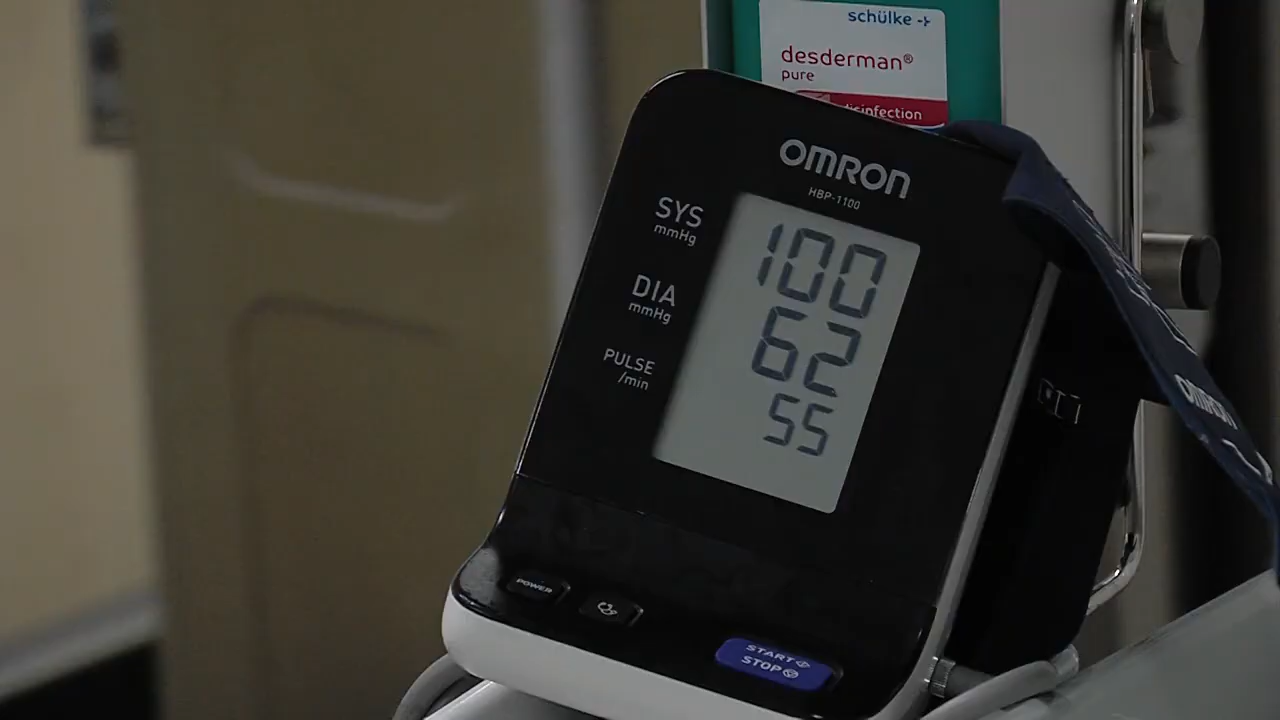 schülke
desderman®
pure
disinfection
OMRON
HBP-1100
SYS
mmHg
100
DIA
mmHg
62
PULSE
/min
55
OMRON
POWER
START
STOP